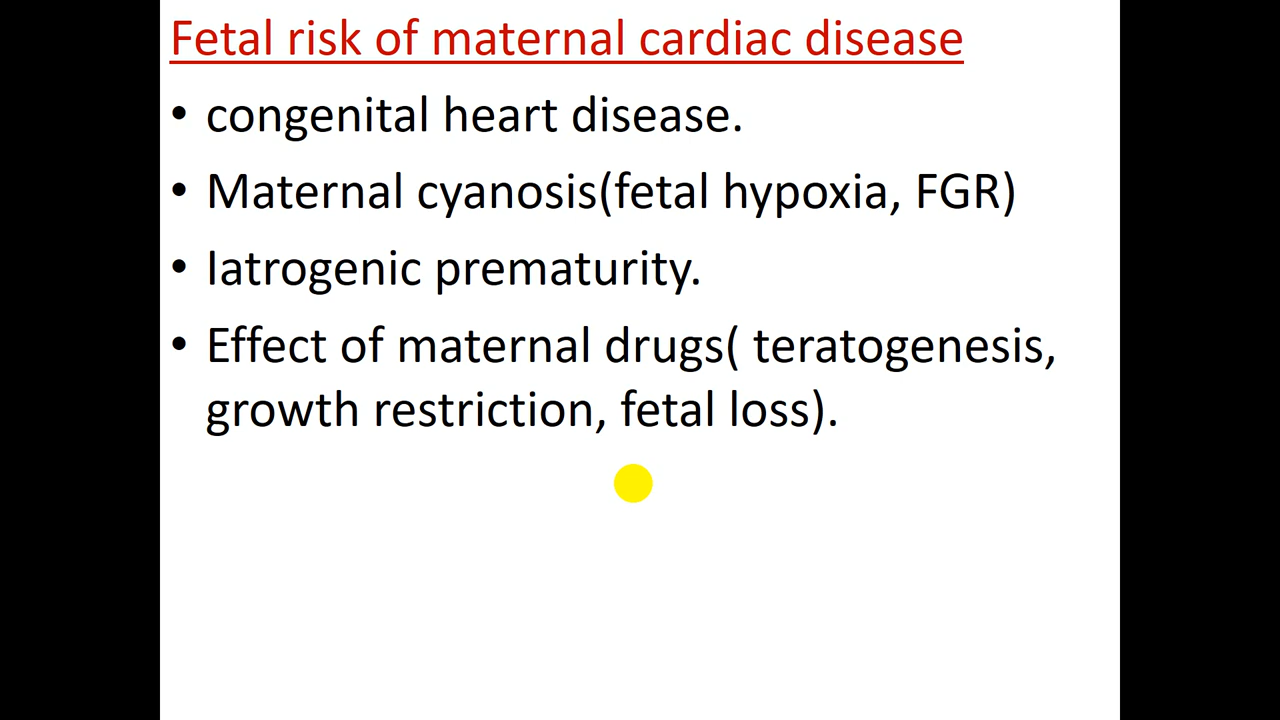 Fetal risk of maternal cardiac disease
• congenital heart disease.
• Maternal cyanosis(fetal hypoxia, FGR)
• Iatrogenic prematurity.
• Effect of maternal drugs( teratogenesis,
growth restriction, fetal loss).